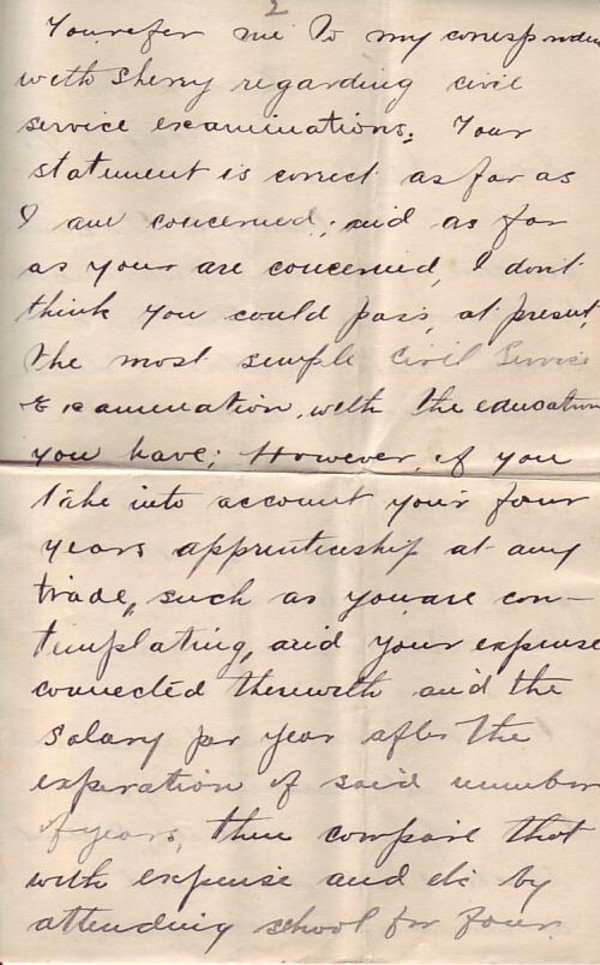 2
You refer me to my
with Sherry regarding civil
service examinations. Your
statement is correct as far as
I am concerned; and as far
as your are concerned, I don't
think you could pass, at present,
the most simple Civil Service
Examination, with the education
you have; However, if you
take into account your four
years apprenticeship at any
trade, such as you are con-
templating, and your expense
connected therewith and the
salary per year after the
experation of said number
of years, then compare that
with expense and etc by
attending school for four